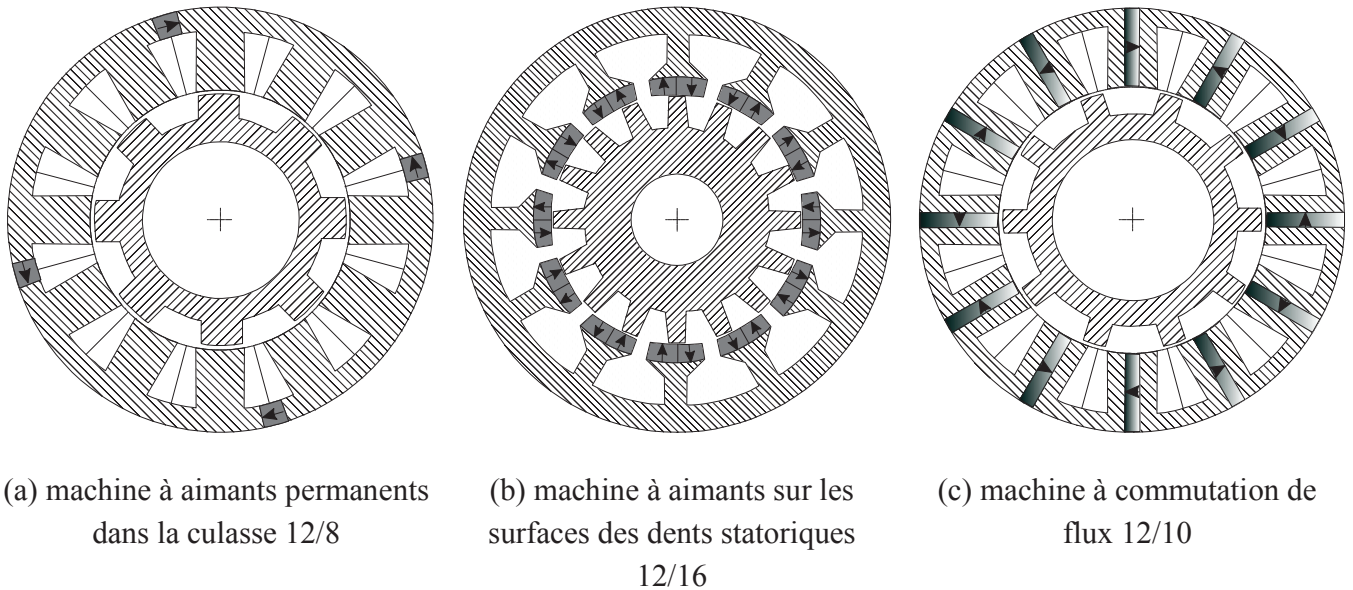 (a) machine à aimants permanents
dans la culasse 12/8
(b) machine à aimants sur les
surfaces des dents statoriques
12/16
(c) machine à commutation de
flux 12/10